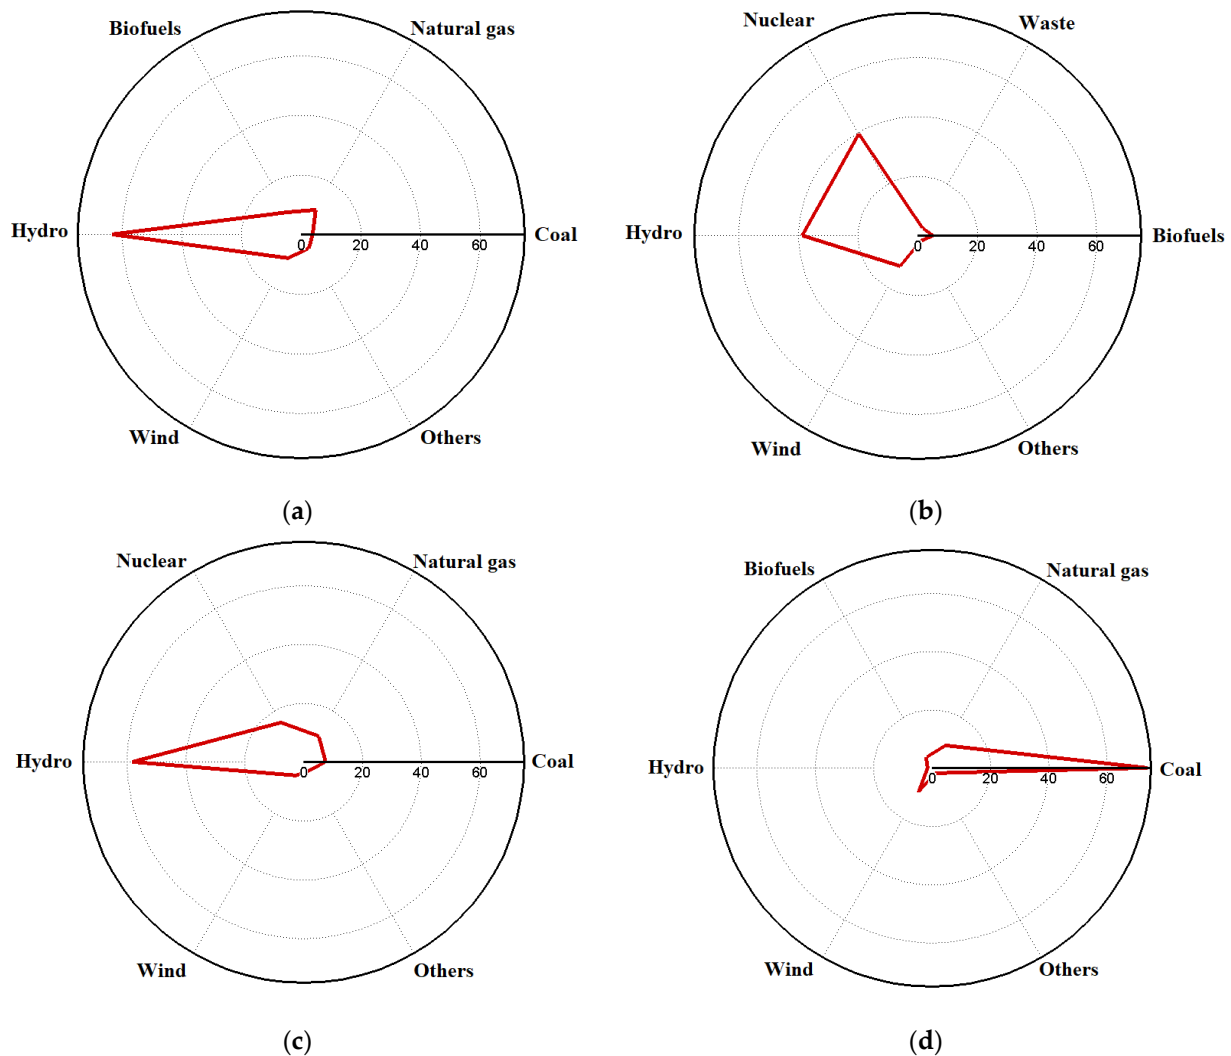 Biofuels
Natural gas
Hydro
0 20 40 60
Coal
Wind
Others
(a)
Nuclear
Waste
Hydro
0 20 40 60
Biofuels
Wind
Others
(b)
Nuclear
Natural gas
Hydro
0 20 40 60
Coal
Wind
Others
(c)
Biofuels
Natural gas
Hydro
0 20 40 60
Coal
Wind
Others
(d)